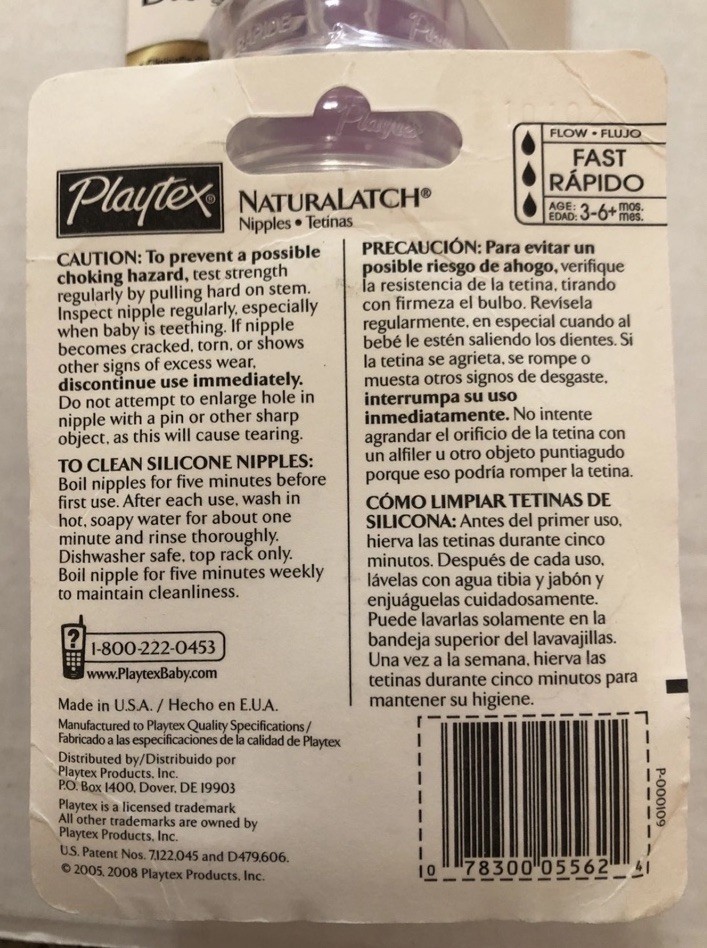 RAPIDE
Playtex
Playtex
Playtex®
NATURALATCH®
Nipples • Tetinas
FLOW • FLUJO
FAST
RÁPIDO
AGE: 3-6+ mos.
EDAD: mes.
CAUTION: To prevent a possible
choking hazard, test strength
regularly by pulling hard on stem.
Inspect nipple regularly, especially
when baby is teething. If nipple
becomes cracked, torn, or shows
other signs of excess wear,
discontinue use immediately.
Do not attempt to enlarge hole in
nipple with a pin or other sharp
object, as this will cause tearing.
TO CLEAN SILICONE NIPPLES:
Boil nipples for five minutes before
first use. After each use, wash in
hot, soapy water for about one
minute and rinse thoroughly.
Dishwasher safe, top rack only.
Boil nipple for five minutes weekly
to maintain cleanliness.
?
1-800-222-0453
www.PlaytexBaby.com
Made in U.S.A. / Hecho en E.U.A.
Manufactured to Playtex Quality Specifications /
Fabricado a las especificaciones de la calidad de Playtex
Distributed by/Distribuido por
Playtex Products, Inc.
P.O. Box 1400, Dover, DE 19903
Playtex is a licensed trademark
All other trademarks are owned by
Playtex Products, Inc.
U.S. Patent Nos. 7,122,045 and D479,606.
© 2005, 2008 Playtex Products, Inc.
PRECAUCIÓN: Para evitar un
posible riesgo de ahogo, verifique
la resistencia de la tetina, tirando
con firmeza el bulbo. Revísela
regularmente, en especial cuando al
bebé le estén saliendo los dientes. Si
la tetina se agrieta, se rompe o
muestra otros signos de desgaste,
interrumpa su uso
inmediatamente. No intente
agrandar el orificio de la tetina con
un alfiler u otro objeto puntiagudo
porque eso podría romper la tetina.
CÓMO LIMPIAR TETINAS DE
SILICONA: Antes del primer uso,
hierva las tetinas durante cinco
minutos. Después de cada uso,
lávelas con agua tibia y jabón y
enjuáguelas cuidadosamente.
Puede lavarlas solamente en la
bandeja superior del lavavajillas.
Una vez a la semana, hierva las
tetinas durante cinco minutos para
mantener su higiene.
P-000109
0 78300 05562 4